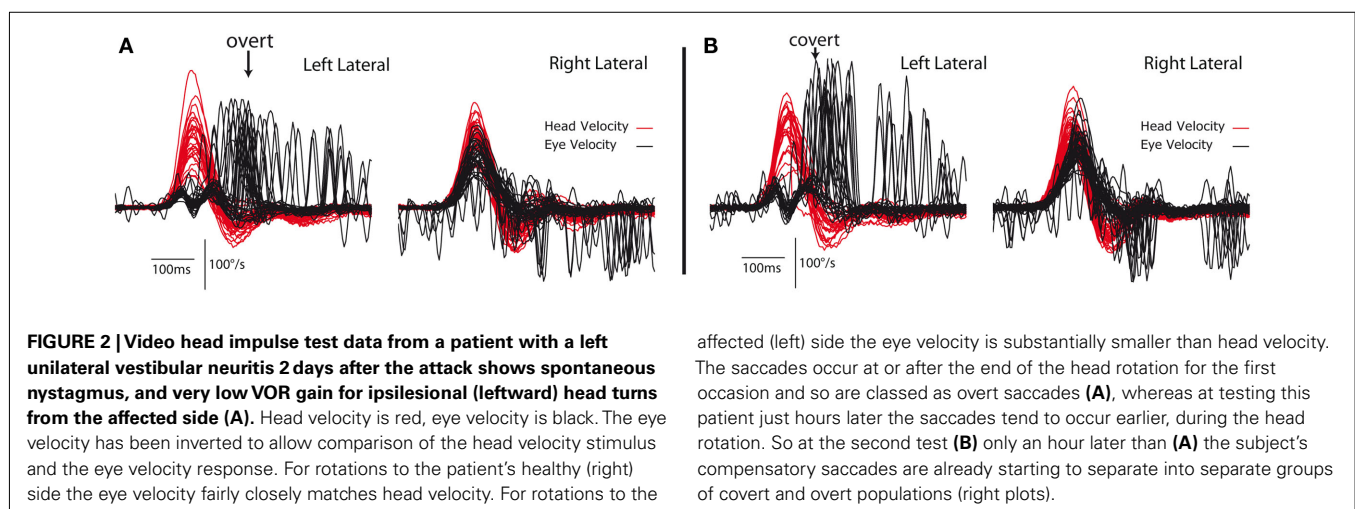 A
overt
Left Lateral
Right Lateral
Head Velocity
Eye Velocity
100ms
100°/s
B
covert
Left Lateral
Right Lateral
Head Velocity
Eye Velocity
100ms
100°/s
FIGURE 2 | Video head impulse test data from a patient with a left
unilateral vestibular neuritis 2 days after the attack shows spontaneous
nystagmus, and very low VOR gain for ipsilesional (leftward) head turns
from the affected side (A). Head velocity is red, eye velocity is black. The eye
velocity has been inverted to allow comparison of the head velocity stimulus
and the eye velocity response. For rotations to the patient's healthy (right)
side the eye velocity fairly closely matches head velocity. For rotations to the
affected (left) side the eye velocity is substantially smaller than head velocity.
The saccades occur at or after the end of the head rotation for the first
occasion and so are classed as overt saccades (A), whereas at testing this
patient just hours later the saccades tend to occur earlier, during the head
rotation. So at the second test (B) only an hour later than (A) the subject's
compensatory saccades are already starting to separate into separate groups
of covert and overt populations (right plots).